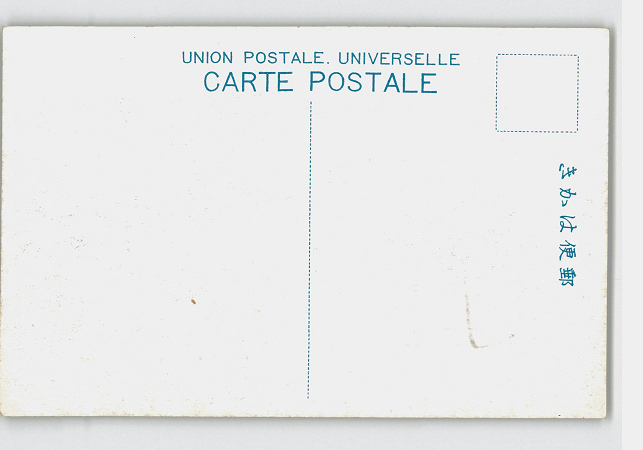 UNION POSTALE. UNIVERSELLE
CARTE POSTALE
郵便はかき